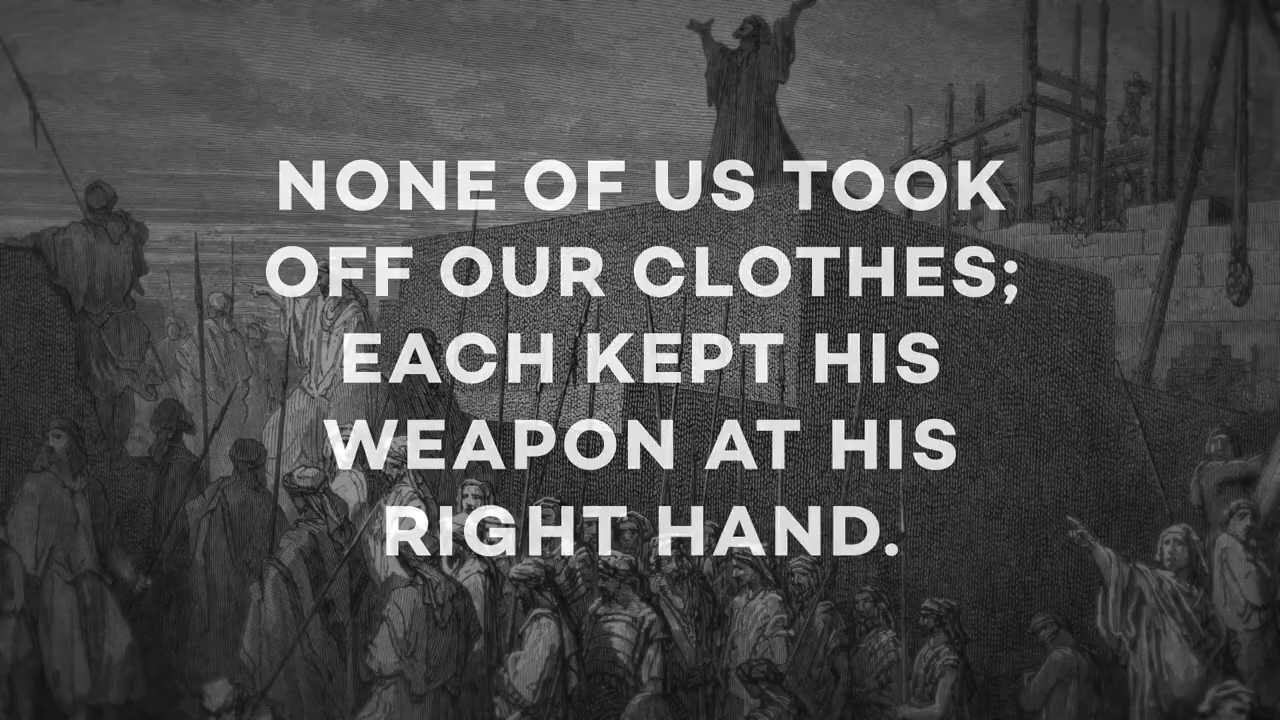 NONE OF US TOOK
OFF OUR CLOTHES;
EACH KEPT HIS
WEAPON AT HIS
RIGHT HAND.